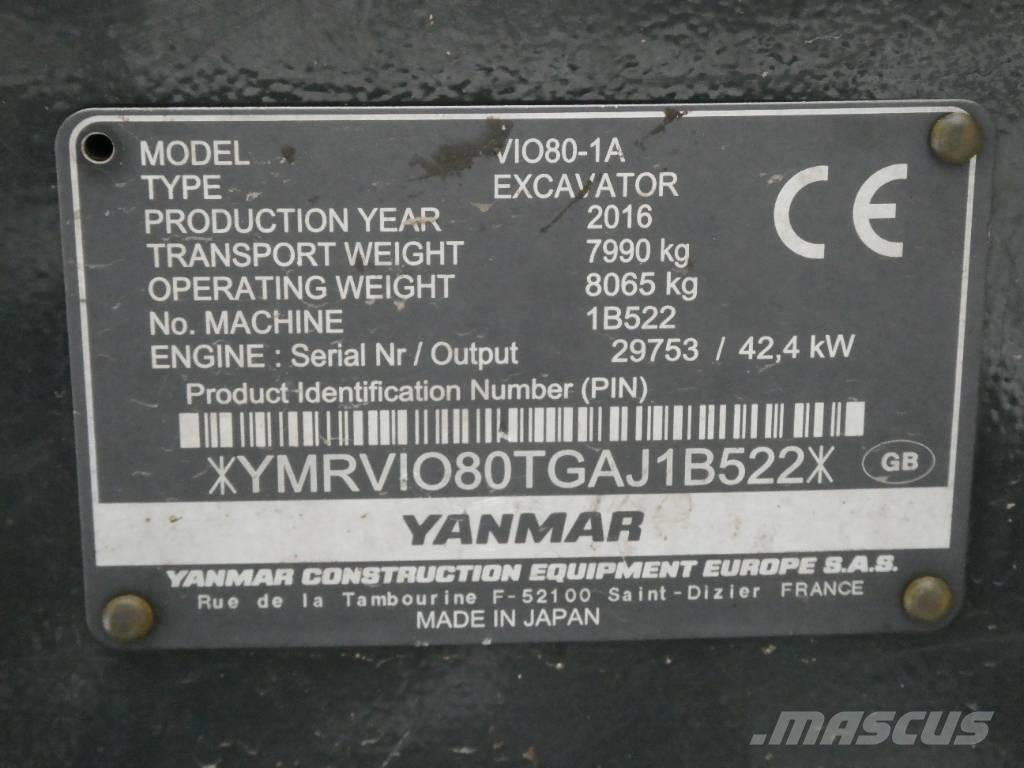 MODEL VIO80-1A
TYPE EXCAVATOR
PRODUCTION YEAR 2016
TRANSPORT WEIGHT 7990 kg
OPERATING WEIGHT 8065 kg
No. MACHINE 1B522
ENGINE : Serial Nr / Output 29753 / 42,4 kW
CE
Product Identification Number (PIN)
*YMRVIO80TGAJ1B522*
GB
YANMAR
YANMAR CONSTRUCTION EQUIPMENT EUROPE S.A.S.
Rue de la Tambourine F-52100 Saint-Dizier FRANCE
MADE IN JAPAN
MASCUS